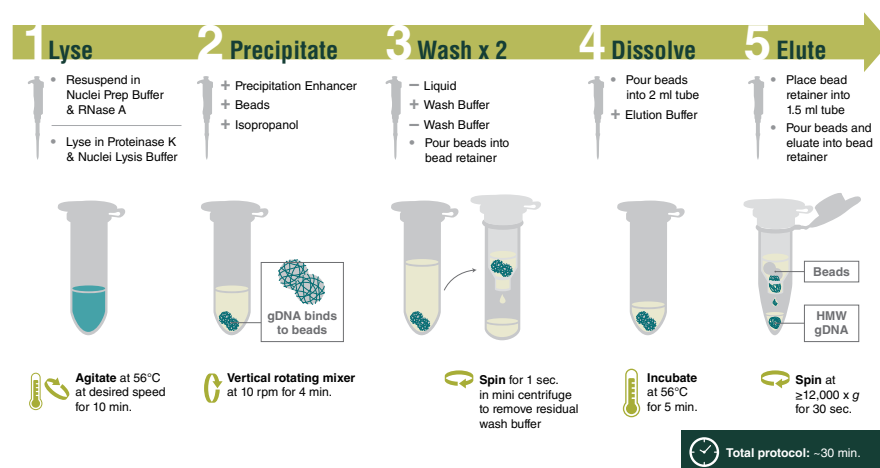 1 Lyse
• Resuspend in
Nuclei Prep Buffer
& RNase A
• Lyse in Proteinase K
& Nuclei Lysis Buffer
Agitate at 56°C
at desired speed
for 10 min.
2 Precipitate
+ Precipitation Enhancer
+ Beads
+ Isopropanol
gDNA binds
to beads
Vertical rotating mixer
at 10 rpm for 4 min.
3 Wash x 2
– Liquid
+ Wash Buffer
– Wash Buffer
• Pour beads into
bead retainer
Spin for 1 sec.
in mini centrifuge
to remove residual
wash buffer
4 Dissolve
• Pour beads
into 2 ml tube
+ Elution Buffer
Incubate
at 56°C
for 5 min.
5 Elute
• Place bead
retainer into
1.5 ml tube
• Pour beads and
eluate into bead
retainer
Beads
HMW
gDNA
Spin at
≥12,000 x g
for 30 sec.
Total protocol: ~30 min.